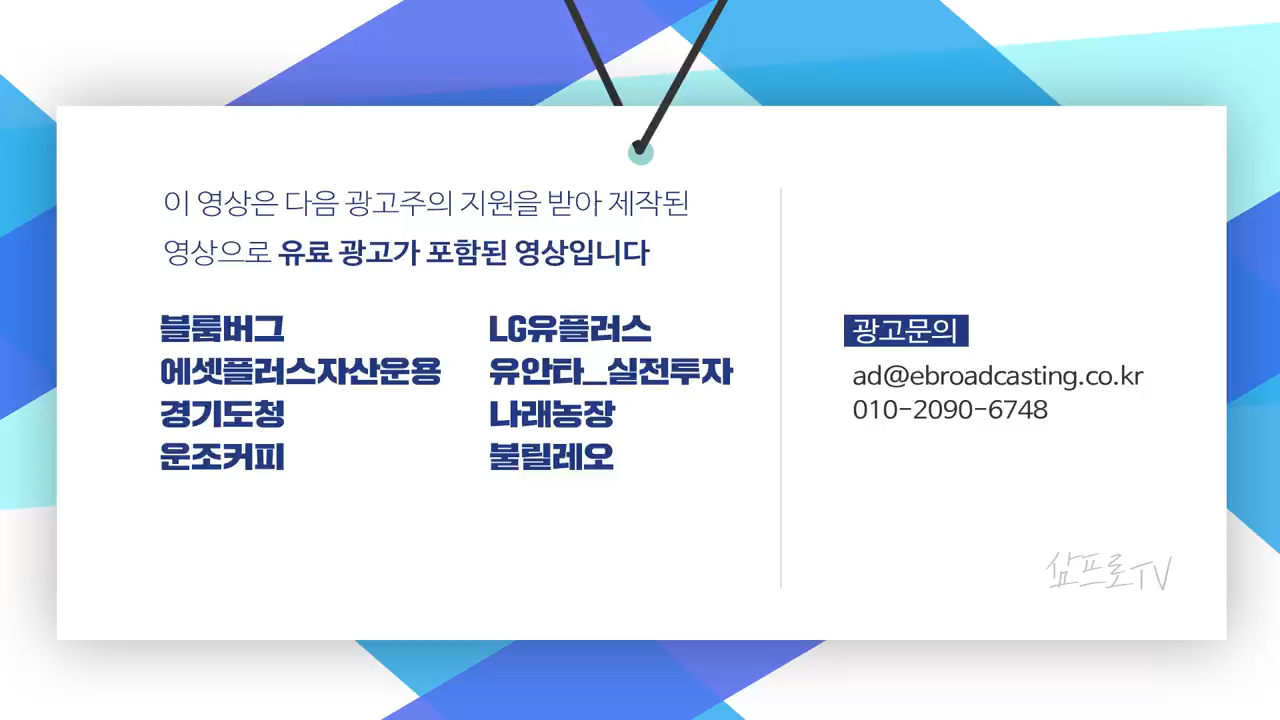 이 영상은 다음 광고주의 지원을 받아 제작된
영상으로 유료 광고가 포함된 영상입니다
블룸버그
에셋플러스자산운용
경기도청
운조커피
LG유플러스
유안타_실전투자
나래농장
불릴레오
광고문의
ad@ebroadcasting.co.kr
010-2090-6748
삼프로TV